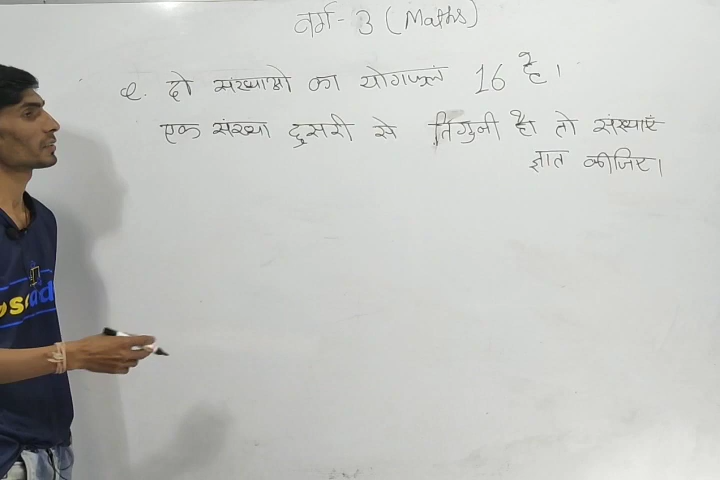 वर्ग- 3 (Maths)
Q. दो संख्याओ का योगफल 16 है।
एक संख्या दुसरी से तिगुनी है तो संख्याएँ
ज्ञात कीजिए।